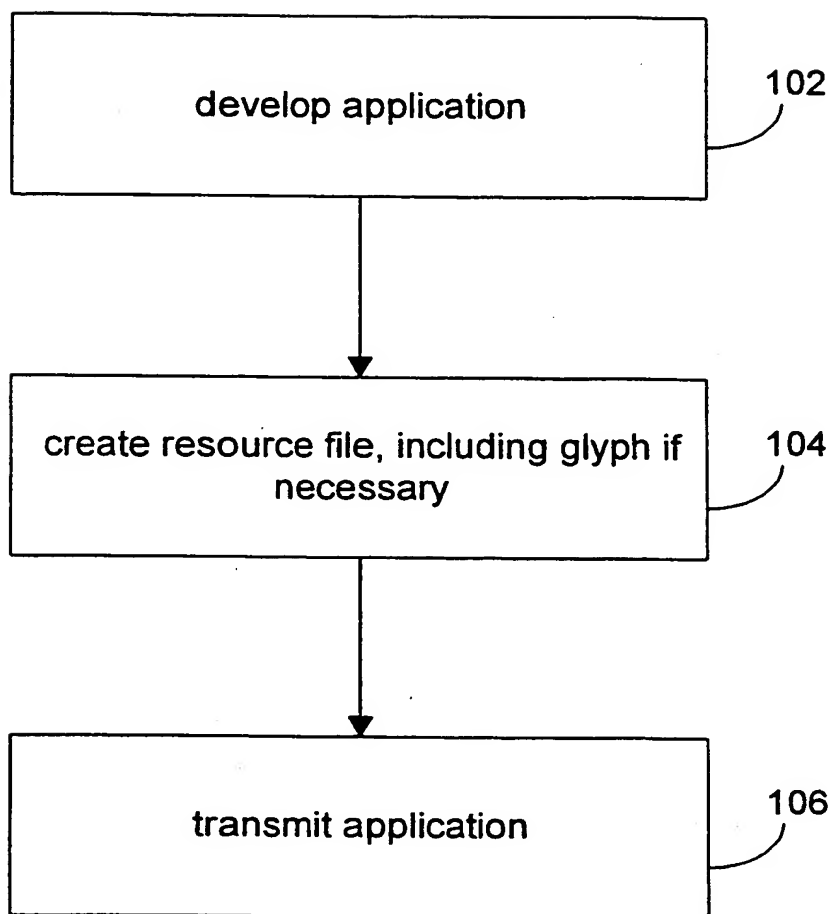 develop application
102
create resource file, including glyph if
necessary
104
transmit application
106